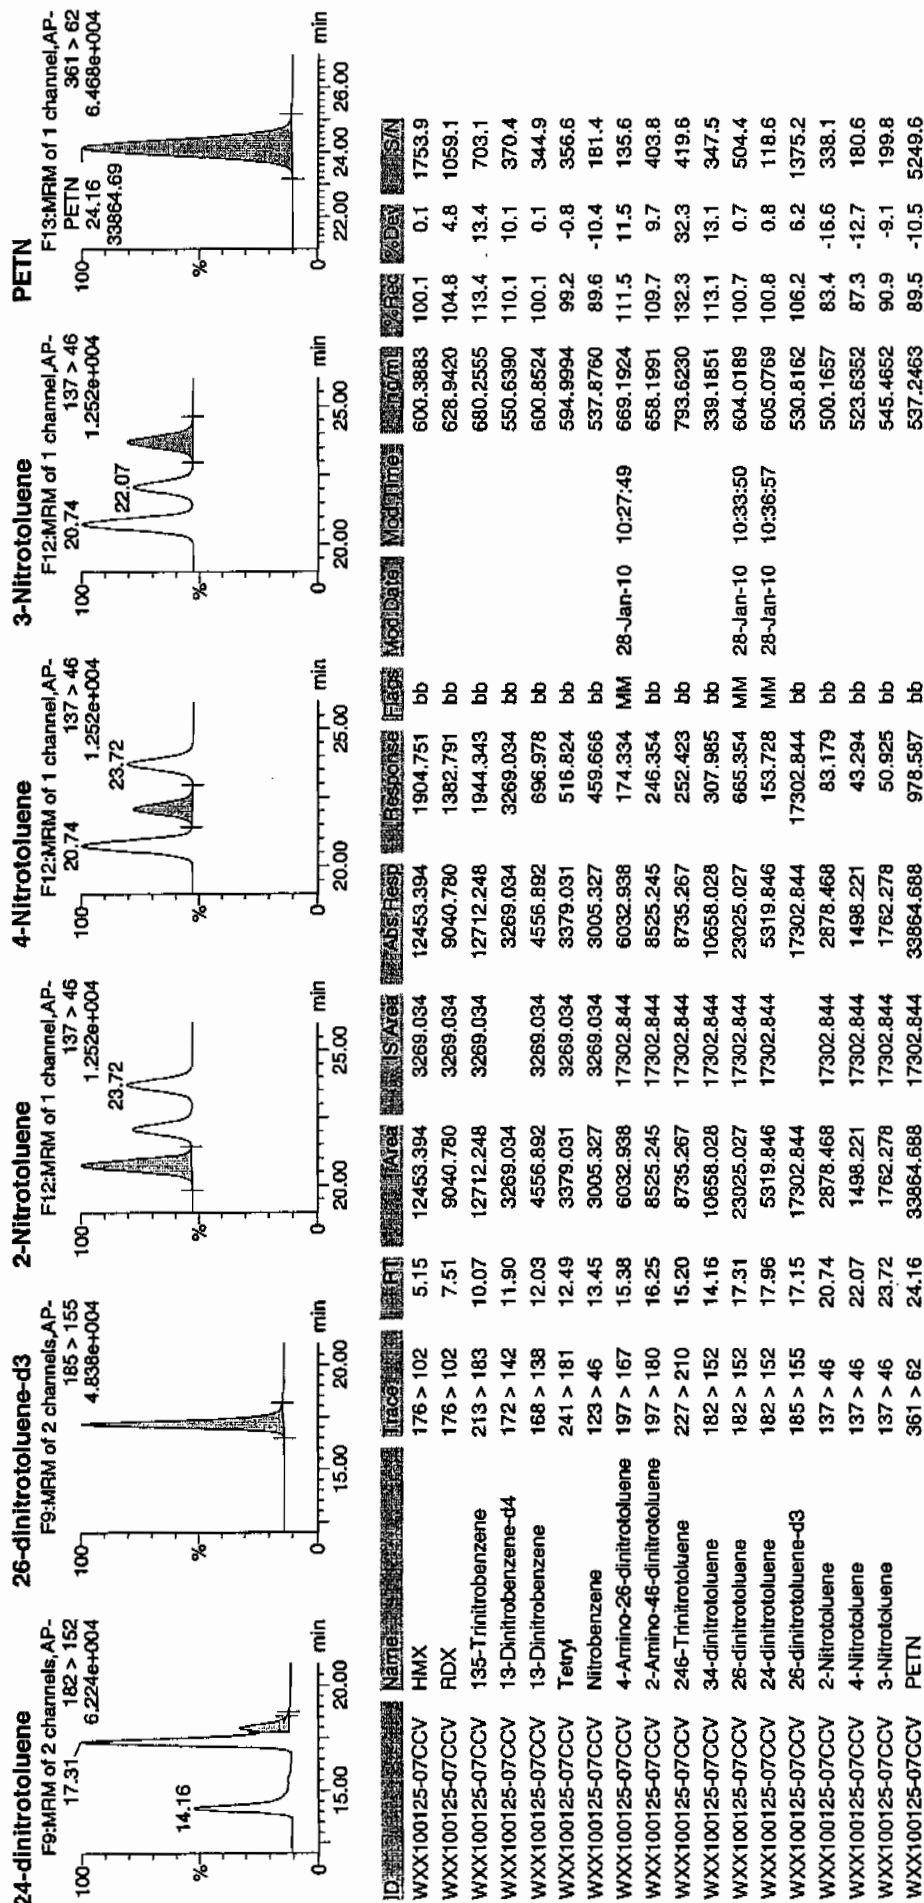 24-dinitrotoluene
F9:MRM of 2 channels,AP-
182 > 152
6.224e+004
17.31
14.16
100
%
0
15.00 20.00 min
26-dinitrotoluene-d3
F9:MRM of 2 channels,AP-
185 > 155
4.838e+004
100
%
0
15.00 20.00 min
2-Nitrotoluene
F12:MRM of 1 channel,AP-
137 > 46
1.252e+004
23.72
100
%
0
20.00 25.00 min
4-Nitrotoluene
F12:MRM of 1 channel,AP-
137 > 46
1.252e+004
20.74
23.72
100
%
0
20.00 25.00 min
3-Nitrotoluene
F12:MRM of 1 channel,AP-
137 > 46
1.252e+004
20.74
22.07
100
%
0
20.00 25.00 min
PETN
F13:MRM of 1 channel,AP-
361 > 62
6.468e+004
PETN
24.16
33864.69
100
%
0
22.00 24.00 26.00 min
ID Name Trace RT Area IS Area Abs.Resp Response Flags Mod.Date Mod.Time ng/mL %Rec %Dev S/N
WXX100125-07CCV HMX 176 > 102 5.15 12453.394 3269.034 12453.394 1904.751 bb 600.3883 100.1 0.1 1753.9
WXX100125-07CCV RDX 176 > 102 7.51 9040.780 3269.034 9040.780 1382.791 bb 628.9420 104.8 4.8 1059.1
WXX100125-07CCV 135-Trinitrobenzene 213 > 183 10.07 12712.248 3269.034 12712.248 1944.343 bb 680.2555 113.4 13.4 703.1
WXX100125-07CCV 13-Dinitrobenzene-d4 172 > 142 11.90 3269.034 3269.034 3269.034 bb 550.6390 110.1 10.1 370.4
WXX100125-07CCV 13-Dinitrobenzene 168 > 138 12.03 4556.892 3269.034 4556.892 696.978 bb 600.8524 100.1 0.1 344.9
WXX100125-07CCV Tetryl 241 > 181 12.49 3379.031 3269.034 3379.031 516.824 bb 594.9994 99.2 -0.8 356.6
WXX100125-07CCV Nitrobenzene 123 > 46 13.45 3005.327 3269.034 3005.327 459.666 bb 537.8760 89.6 -10.4 181.4
WXX100125-07CCV 4-Amino-26-dinitrotoluene 197 > 167 15.38 6032.938 17302.844 6032.938 174.334 MM 28-Jan-10 10:27:49 669.1924 111.5 11.5 135.6
WXX100125-07CCV 2-Amino-46-dinitrotoluene 197 > 180 16.25 8525.245 17302.844 8525.245 246.354 bb 658.1991 109.7 9.7 403.8
WXX100125-07CCV 246-Trinitrotoluene 227 > 210 15.20 8735.267 17302.844 8735.267 252.423 bb 793.6230 132.3 32.3 419.6
WXX100125-07CCV 34-dinitrotoluene 182 > 152 14.16 10658.028 17302.844 10658.028 307.985 bb 339.1851 113.1 13.1 347.5
WXX100125-07CCV 26-dinitrotoluene 182 > 152 17.31 23025.027 17302.844 23025.027 665.354 MM 28-Jan-10 10:33:50 604.0189 100.7 0.7 504.4
WXX100125-07CCV 24-dinitrotoluene 182 > 152 17.96 5319.846 17302.844 5319.846 153.728 MM 28-Jan-10 10:36:57 605.0769 100.8 0.8 118.6
WXX100125-07CCV 26-dinitrotoluene-d3 185 > 155 17.15 17302.844 17302.844 17302.844 bb 530.8162 106.2 6.2 1375.2
WXX100125-07CCV 2-Nitrotoluene 137 > 46 20.74 2878.468 17302.844 2878.468 83.179 bb 500.1657 83.4 -16.6 338.1
WXX100125-07CCV 4-Nitrotoluene 137 > 46 22.07 1498.221 17302.844 1498.221 43.294 bb 523.6352 87.3 -12.7 180.6
WXX100125-07CCV 3-Nitrotoluene 137 > 46 23.72 1762.278 17302.844 1762.278 50.925 bb 545.4652 90.9 -9.1 199.8
WXX100125-07CCV PETN 361 > 62 24.16 33864.688 17302.844 33864.688 978.587 bb 537.2463 89.5 -10.5 5249.6